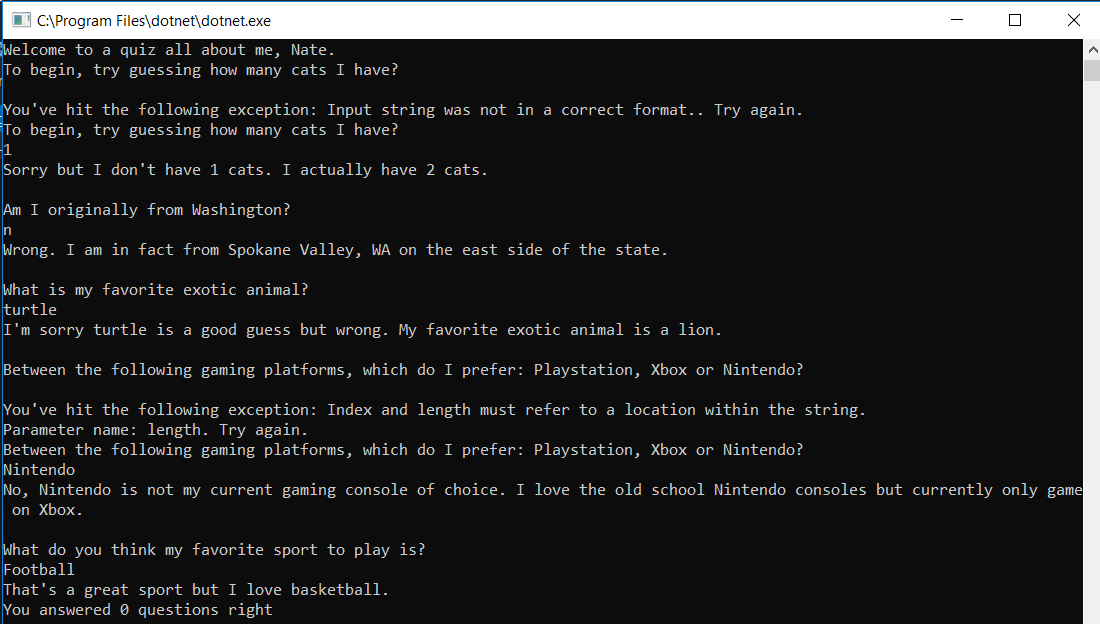 C:\Program Files\dotnet\dotnet.exe
Welcome to a quiz all about me, Nate.
To begin, try guessing how many cats I have?
You've hit the following exception: Input string was not in a correct format.. Try again.
To begin, try guessing how many cats I have?
1
Sorry but I don't have 1 cats. I actually have 2 cats.
Am I originally from Washington?
n
Wrong. I am in fact from Spokane Valley, WA on the east side of the state.
What is my favorite exotic animal?
turtle
I'm sorry turtle is a good guess but wrong. My favorite exotic animal is a lion.
Between the following gaming platforms, which do I prefer: Playstation, Xbox or Nintendo?
You've hit the following exception: Index and length must refer to a location within the string.
Parameter name: length. Try again.
Between the following gaming platforms, which do I prefer: Playstation, Xbox or Nintendo?
Nintendo
No, Nintendo is not my current gaming console of choice. I love the old school Nintendo consoles but currently only game
on Xbox.
What do you think my favorite sport to play is?
Football
That's a great sport but I love basketball.
You answered 0 questions right